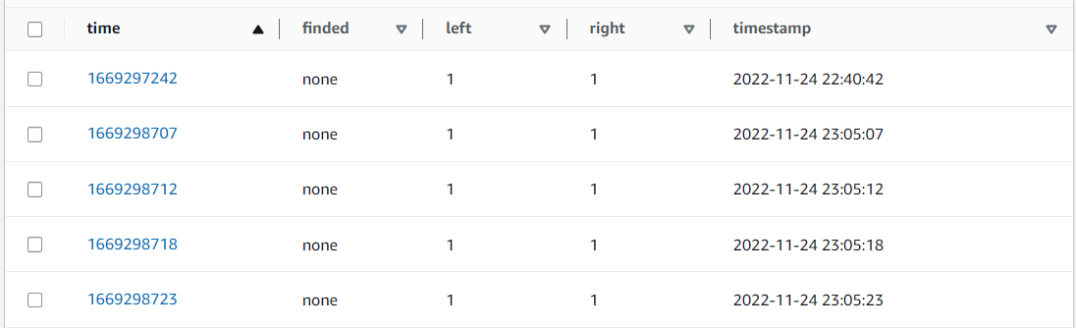 time finded left right timestamp
1669297242 none 1 1 2022-11-24 22:40:42
1669298707 none 1 1 2022-11-24 23:05:07
1669298712 none 1 1 2022-11-24 23:05:12
1669298718 none 1 1 2022-11-24 23:05:18
1669298723 none 1 1 2022-11-24 23:05:23